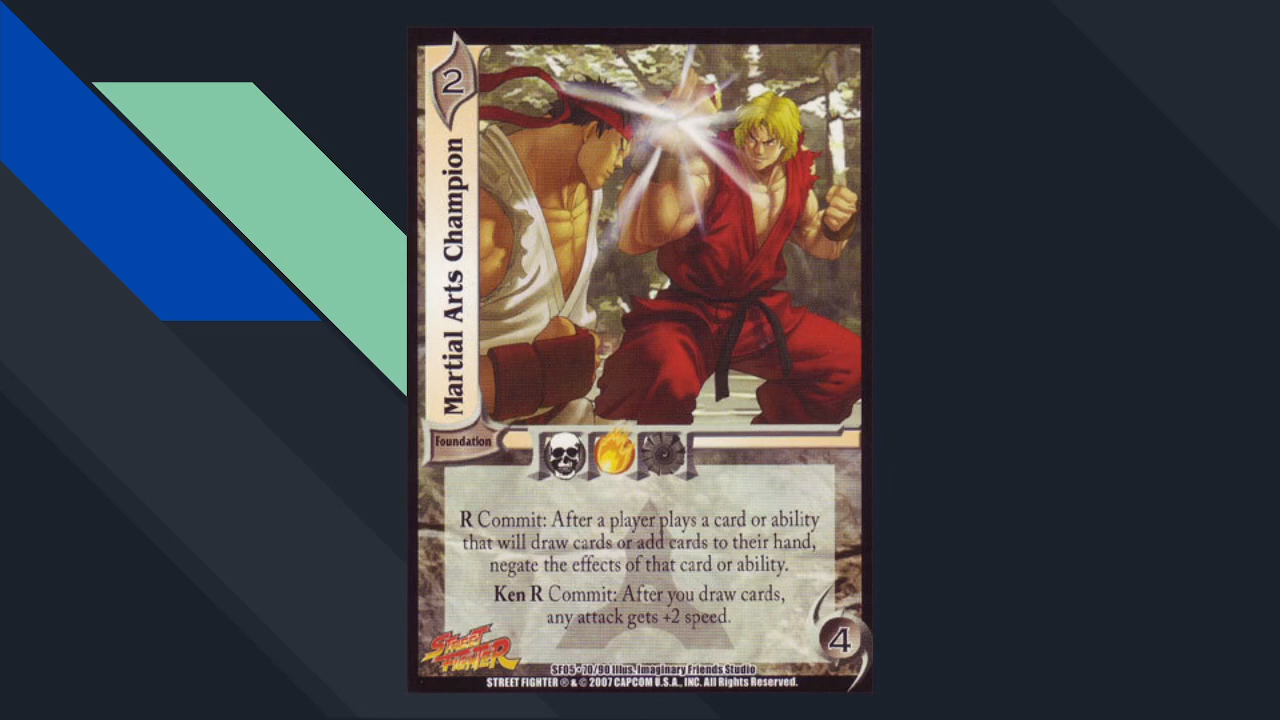 2
Martial Arts Champion
Foundation
R Commit: After a player plays a card or ability
that will draw cards or add cards to their hand,
negate the effects of that card or ability.
Ken R Commit: After you draw cards,
any attack gets +2 speed.
4
STREET
FIGHTER
SF05 • 70/90 Illus. Imaginary Friends Studio
STREET FIGHTER ® & © 2007 CAPCOM U.S.A., INC. All Rights Reserved.